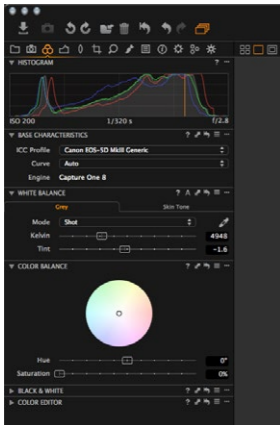 HISTOGRAM
ISO 200 1/320 s f/2.8
BASE CHARACTERISTICS
ICC Profile Canon EOS-5D MkIII Generic
Curve Auto
Engine Capture One 8
WHITE BALANCE
Grey Skin Tone
Mode Shot
Kelvin 4948
Tint -1.6
COLOR BALANCE
Hue 0°
Saturation 0%
BLACK & WHITE
COLOR EDITOR